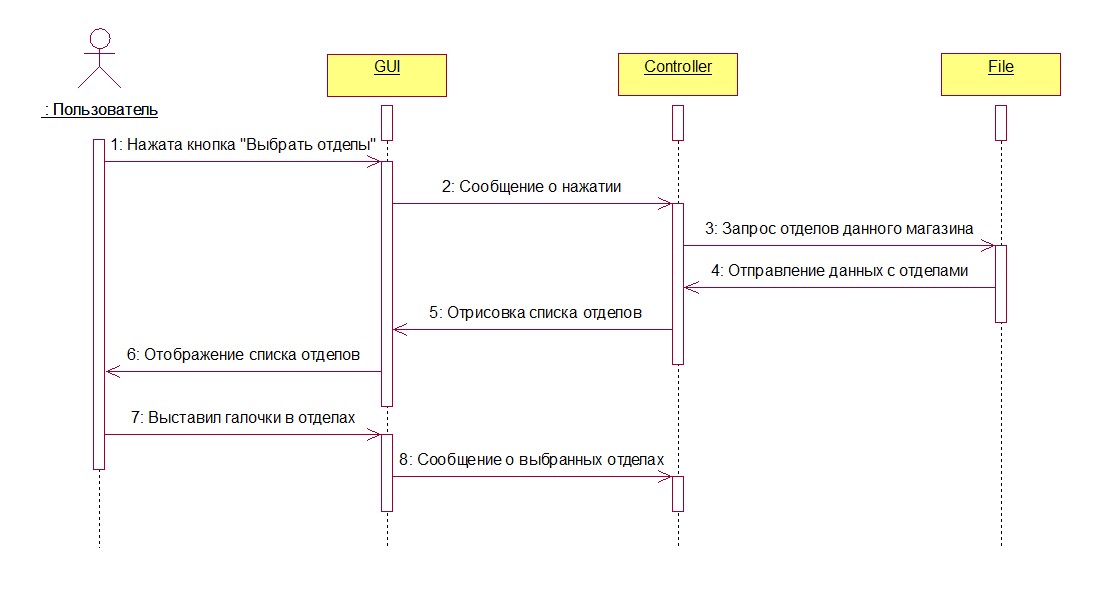 GUI
Controller
File
: Пользователь
1: Нажата кнопка "Выбрать отделы"
2: Сообщение о нажатии
3: Запрос отделов данного магазина
4: Отправление данных с отделами
5: Отрисовка списка отделов
6: Отображение списка отделов
7: Выставил галочки в отделах
8: Сообщение о выбранных отделах